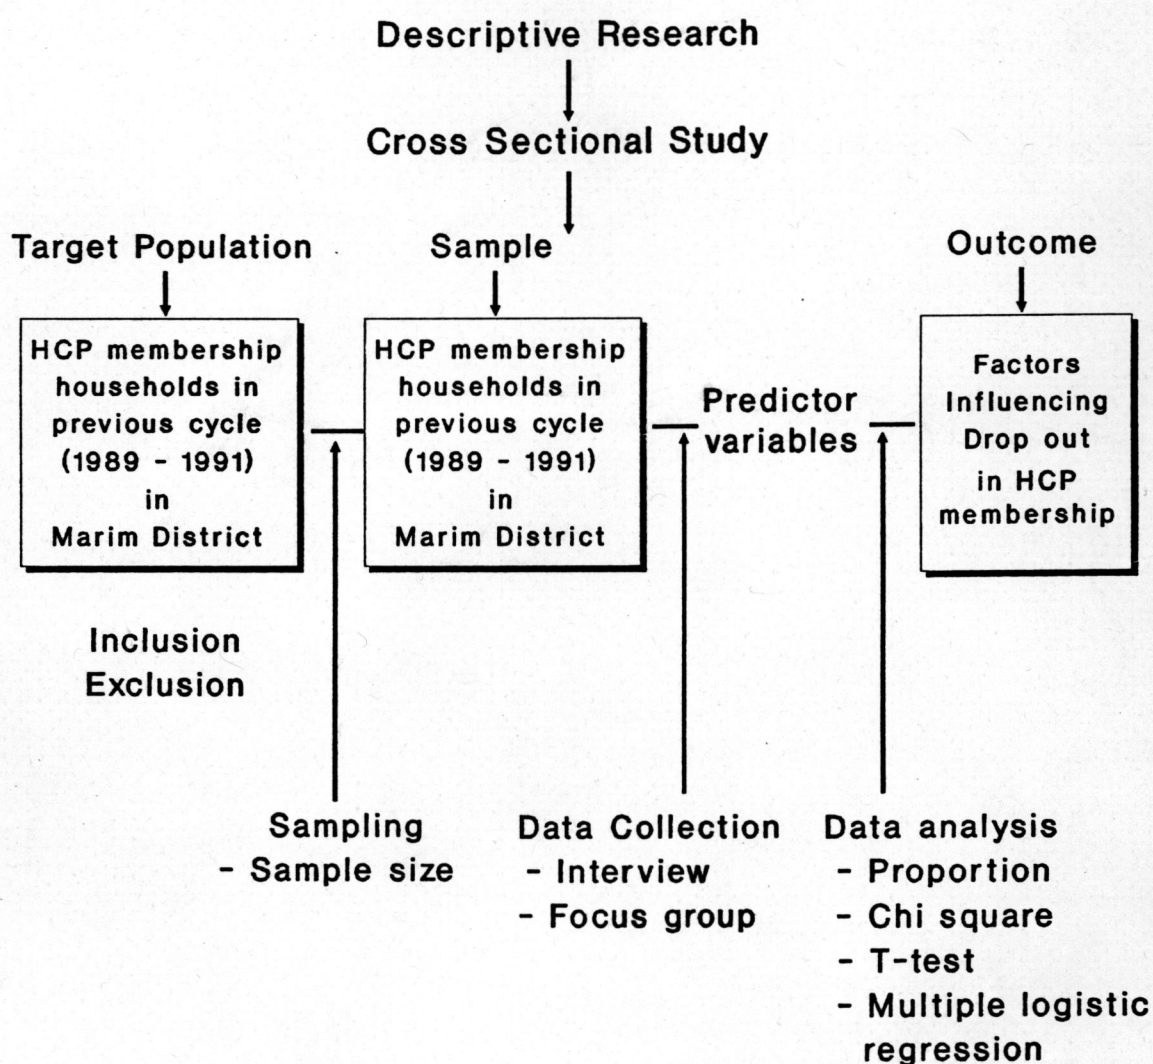 Descriptive Research
Cross Sectional Study
Target Population
Sample
Outcome
HCP membership
households in
previous cycle
(1989 - 1991)
in
Marim District
HCP membership
households in
previous cycle
(1989 - 1991)
in
Marim District
Predictor
variables
Factors
Influencing
Drop out
in HCP
membership
Inclusion
Exclusion
Sampling
- Sample size
Data Collection
- Interview
- Focus group
Data analysis
- Proportion
- Chi square
- T-test
- Multiple logistic
regression